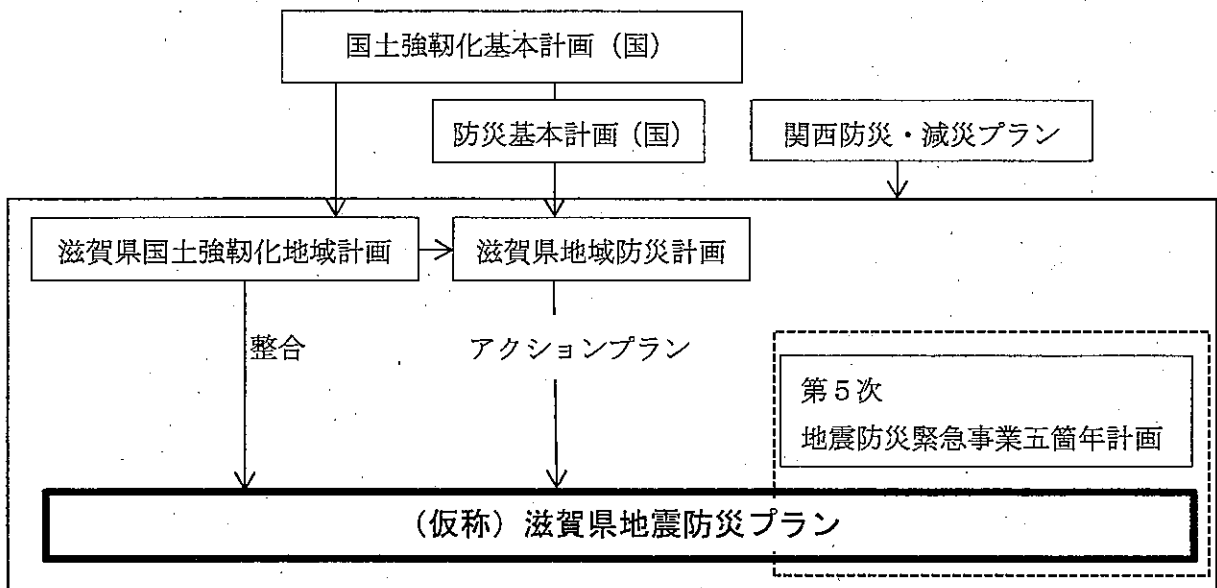 国土強靭化基本計画（国）
防災基本計画（国）
関西防災・減災プラン
滋賀県国土強靭化地域計画
滋賀県地域防災計画
整合
アクションプラン
第５次
地震防災緊急事業五箇年計画
（仮称）滋賀県地震防災プラン